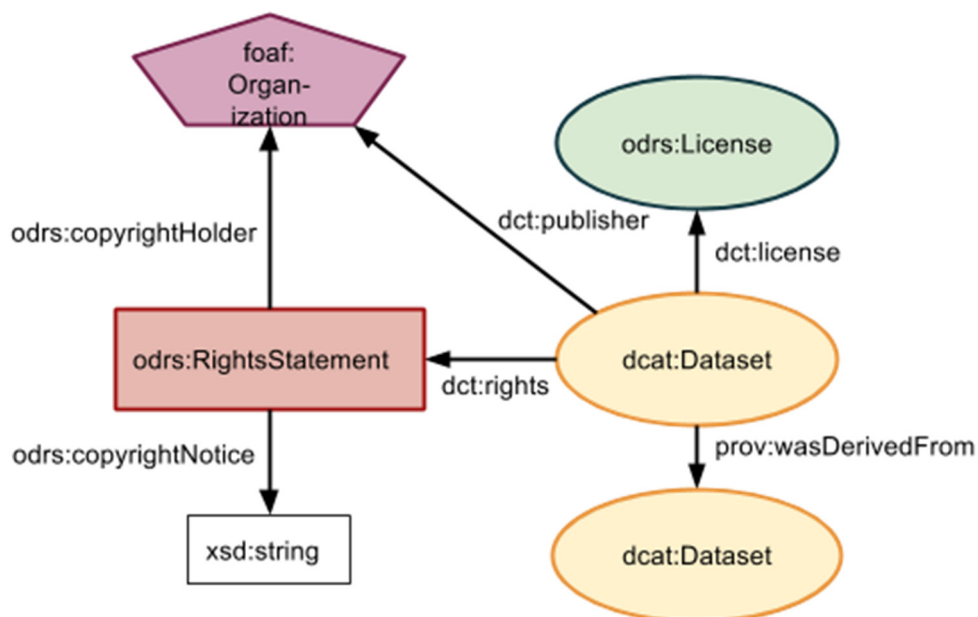 foaf:
Organ-
ization
odrs:License
dct:publisher
odrs:copyrightHolder
dct:license
odrs:RightsStatement
dcat:Dataset
dct:rights
odrs:copyrightNotice
prov:wasDerivedFrom
xsd:string
dcat:Dataset